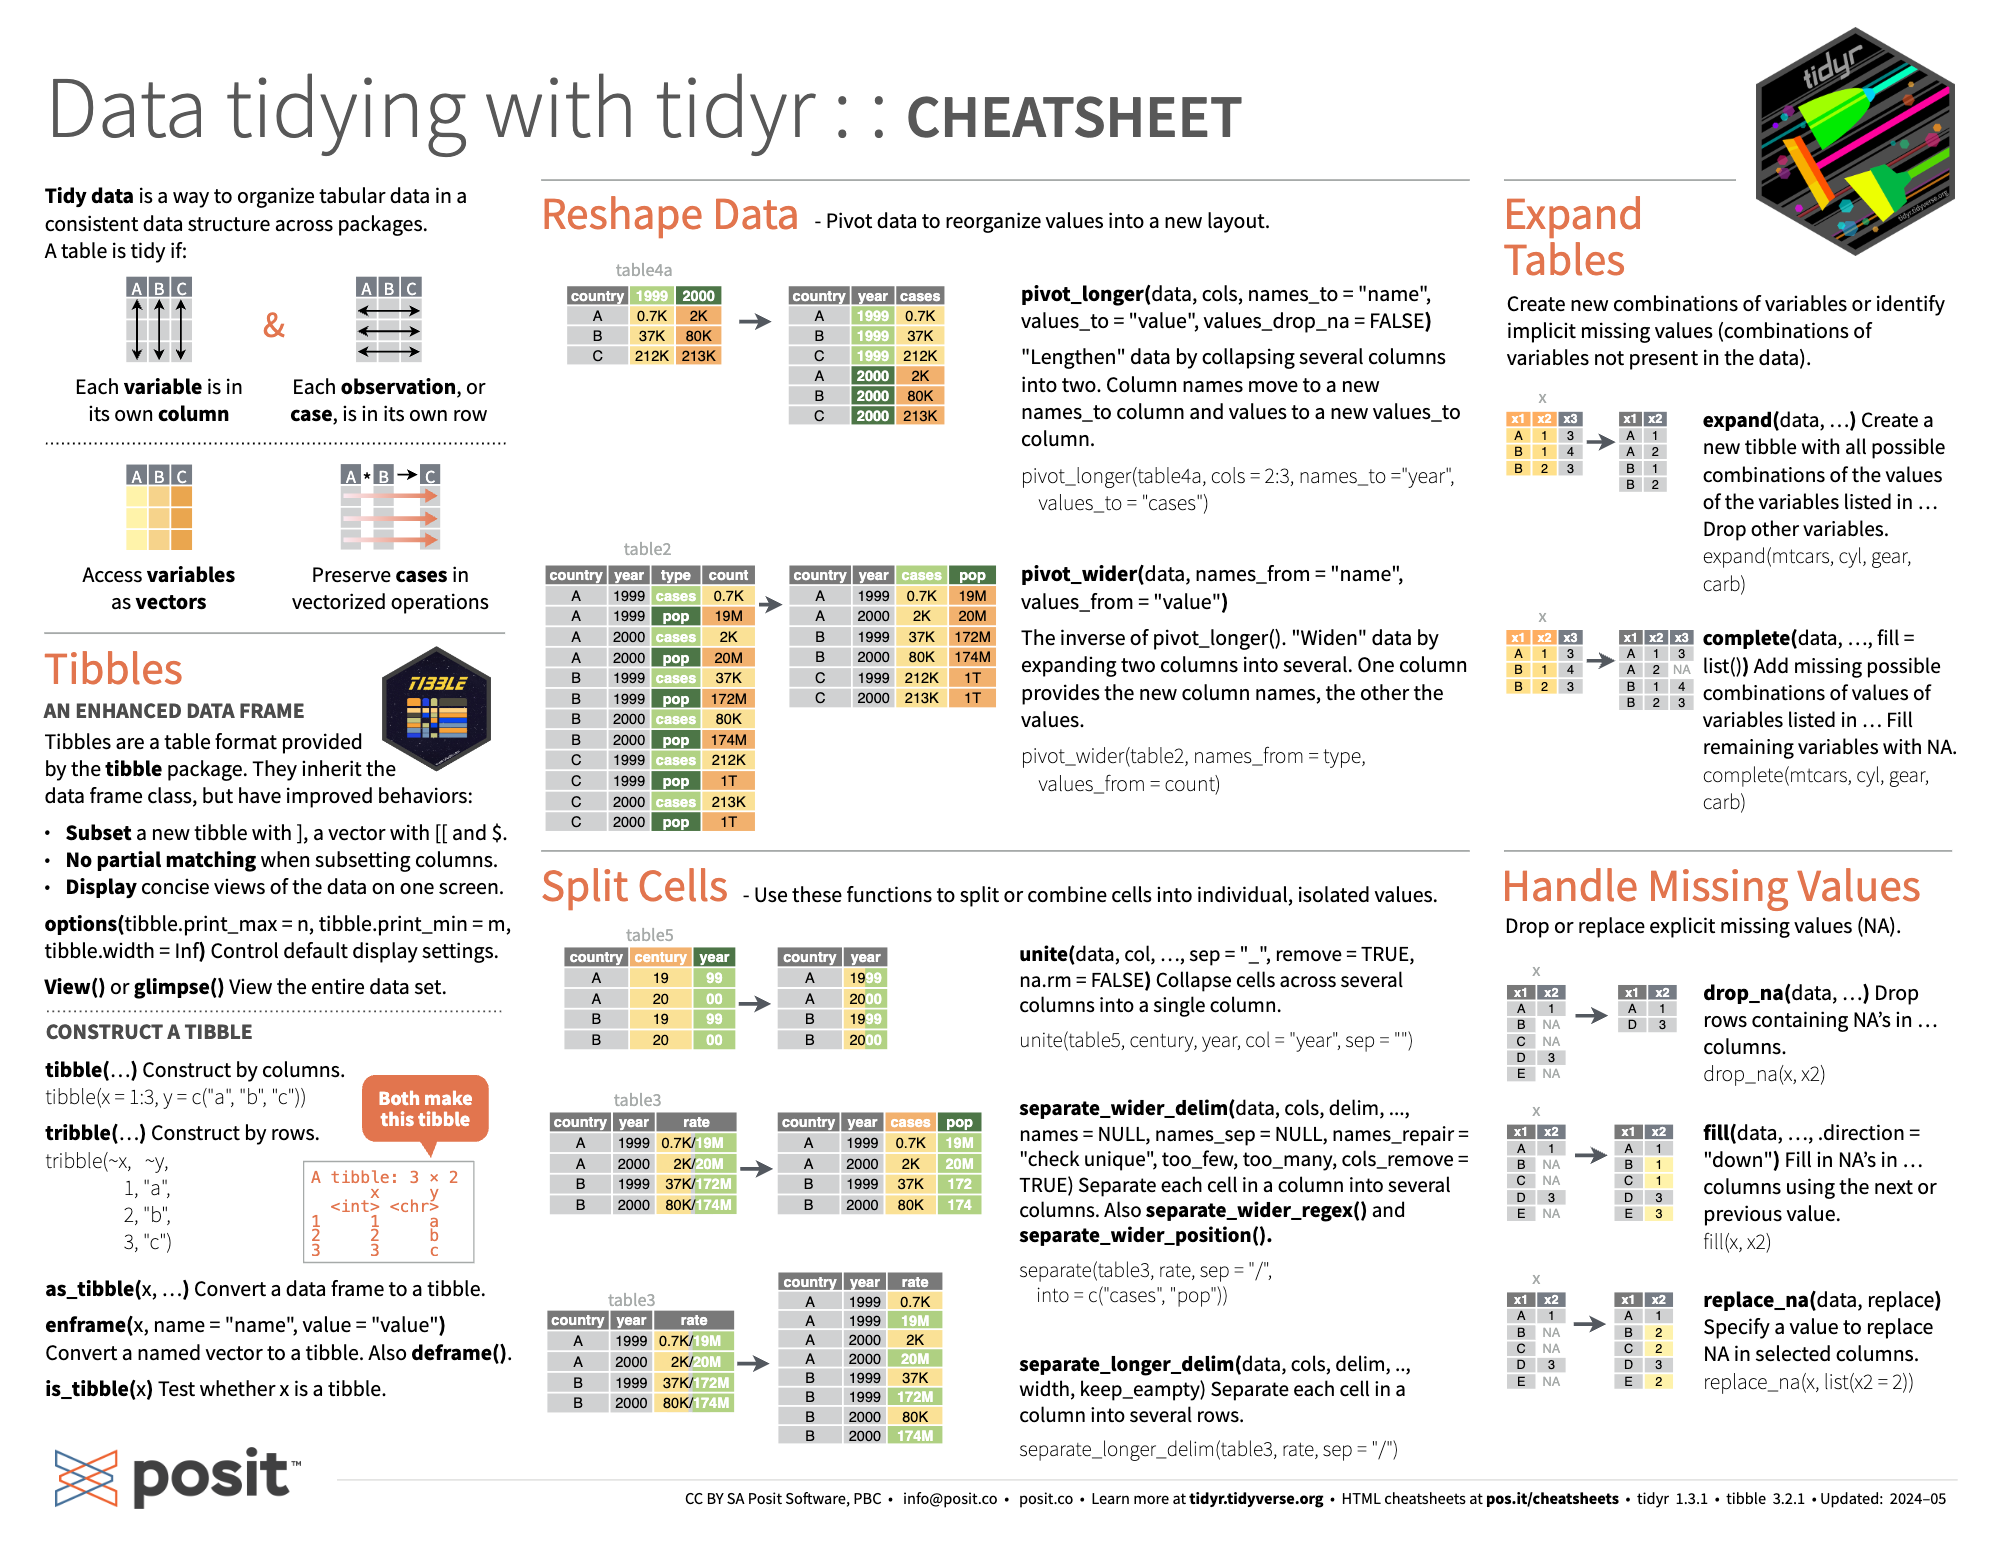 Data tidying with tidyr : : CHEATSHEET
tidyr
tidyr.tidyverse.org
Tidy data is a way to organize tabular data in a
consistent data structure across packages.
A table is tidy if:
A B C
&
A B C
Each variable is in
its own column
Each observation, or
case, is in its own row
A B C
A * B → C
Access variables
as vectors
Preserve cases in
vectorized operations
Tibbles
TIBBLE
AN ENHANCED DATA FRAME
Tibbles are a table format provided
by the tibble package. They inherit the
data frame class, but have improved behaviors:
• Subset a new tibble with ], a vector with [[ and $.
• No partial matching when subsetting columns.
• Display concise views of the data on one screen.
options(tibble.print_max = n, tibble.print_min = m,
tibble.width = Inf) Control default display settings.
View() or glimpse() View the entire data set.
CONSTRUCT A TIBBLE
tibble(…) Construct by columns.
tibble(x = 1:3, y = c("a", "b", "c"))
tribble(…) Construct by rows.
tribble(~x, ~y,
1, "a",
2, "b",
3, "c")
Both make
this tibble
A tibble: 3 × 2
x y
<int> <chr>
1 1 a
2 2 b
3 3 c
as_tibble(x, …) Convert a data frame to a tibble.
enframe(x, name = "name", value = "value")
Convert a named vector to a tibble. Also deframe().
is_tibble(x) Test whether x is a tibble.
Reshape Data - Pivot data to reorganize values into a new layout.
table4a
country 1999 2000
A 0.7K 2K
B 37K 80K
C 212K 213K
country year cases
A 1999 0.7K
B 1999 37K
C 1999 212K
A 2000 2K
B 2000 80K
C 2000 213K
pivot_longer(data, cols, names_to = "name",
values_to = "value", values_drop_na = FALSE)
"Lengthen" data by collapsing several columns
into two. Column names move to a new
names_to column and values to a new values_to
column.
pivot_longer(table4a, cols = 2:3, names_to ="year",
values_to = "cases")
table2
country year type count
A 1999 cases 0.7K
A 1999 pop 19M
A 2000 cases 2K
A 2000 pop 20M
B 1999 cases 37K
B 1999 pop 172M
B 2000 cases 80K
B 2000 pop 174M
C 1999 cases 212K
C 1999 pop 1T
C 2000 cases 213K
C 2000 pop 1T
country year cases pop
A 1999 0.7K 19M
A 2000 2K 20M
B 1999 37K 172M
B 2000 80K 174M
C 1999 212K 1T
C 2000 213K 1T
pivot_wider(data, names_from = "name",
values_from = "value")
The inverse of pivot_longer(). "Widen" data by
expanding two columns into several. One column
provides the new column names, the other the
values.
pivot_wider(table2, names_from = type,
values_from = count)
Split Cells - Use these functions to split or combine cells into individual, isolated values.
table5
country century year
A 19 99
A 20 00
B 19 99
B 20 00
country year
A 1999
A 2000
B 1999
B 2000
unite(data, col, …, sep = "_", remove = TRUE,
na.rm = FALSE) Collapse cells across several
columns into a single column.
unite(table5, century, year, col = "year", sep = "")
table3
country year rate
A 1999 0.7K/19M
A 2000 2K/20M
B 1999 37K/172M
B 2000 80K/174M
country year cases pop
A 1999 0.7K 19M
A 2000 2K 20M
B 1999 37K 172
B 2000 80K 174
separate_wider_delim(data, cols, delim, ...,
names = NULL, names_sep = NULL, names_repair =
"check unique", too_few, too_many, cols_remove =
TRUE) Separate each cell in a column into several
columns. Also separate_wider_regex() and
separate_wider_position().
separate(table3, rate, sep = "/",
into = c("cases", "pop"))
table3
country year rate
A 1999 0.7K/19M
A 2000 2K/20M
B 1999 37K/172M
B 2000 80K/174M
country year rate
A 1999 0.7K
A 1999 19M
A 2000 2K
A 2000 20M
B 1999 37K
B 1999 172M
B 2000 80K
B 2000 174M
separate_longer_delim(data, cols, delim, ..,
width, keep_eampty) Separate each cell in a
column into several rows.
separate_longer_delim(table3, rate, sep = "/")
Expand
Tables
Create new combinations of variables or identify
implicit missing values (combinations of
variables not present in the data).
x
x1 x2 x3
A 1 3
B 1 4
B 2 3
x1 x2
A 1
A 2
B 1
B 2
expand(data, …) Create a
new tibble with all possible
combinations of the values
of the variables listed in …
Drop other variables.
expand(mtcars, cyl, gear,
carb)
x
x1 x2 x3
A 1 3
B 1 4
B 2 3
x1 x2 x3
A 1 3
A 2 NA
B 1 4
B 2 3
complete(data, …, fill =
list()) Add missing possible
combinations of values of
variables listed in … Fill
remaining variables with NA.
complete(mtcars, cyl, gear,
carb)
Handle Missing Values
Drop or replace explicit missing values (NA).
x
x1 x2
A 1
B NA
C NA
D 3
E NA
x1 x2
A 1
D 3
drop_na(data, …) Drop
rows containing NA’s in …
columns.
drop_na(x, x2)
x
x1 x2
A 1
B NA
C NA
D 3
E NA
x1 x2
A 1
B 1
C 1
D 3
E 3
fill(data, …, .direction =
"down") Fill in NA’s in …
columns using the next or
previous value.
fill(x, x2)
x
x1 x2
A 1
B NA
C NA
D 3
E NA
x1 x2
A 1
B 2
C 2
D 3
E 2
replace_na(data, replace)
Specify a value to replace
NA in selected columns.
replace_na(x, list(x2 = 2))
posit™
CC BY SA Posit Software, PBC • info@posit.co • posit.co • Learn more at tidyr.tidyverse.org • HTML cheatsheets at pos.it/cheatsheets • tidyr 1.3.1 • tibble 3.2.1 • Updated: 2024–05